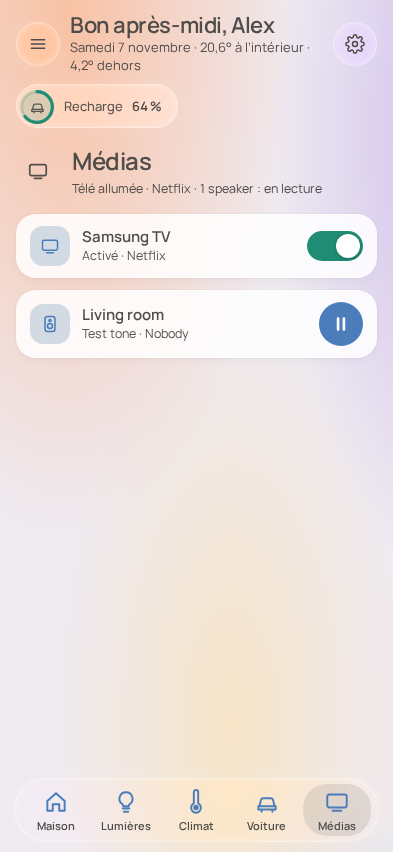 Bon après-midi, Alex
Samedi 7 novembre · 20,6° à l'intérieur ·
4,2° dehors
Recharge 64 %
Médias
Télé allumée · Netflix · 1 speaker : en lecture
Samsung TV
Activé · Netflix
Living room
Test tone · Nobody
Maison Lumières Climat Voiture Médias